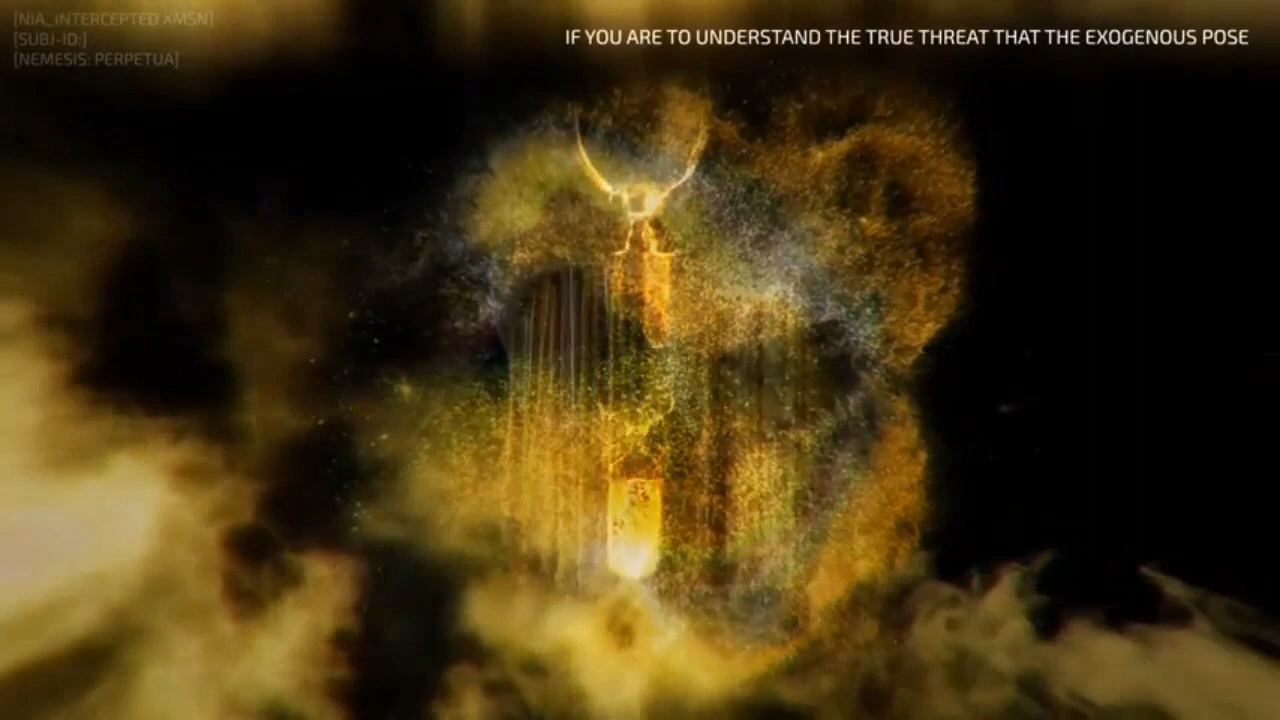 [NIA_INTERCEPTED XMSN]
[SUBJ-ID:]
[NEMESIS: PERPETUA]
IF YOU ARE TO UNDERSTAND THE TRUE THREAT THAT THE EXOGENOUS POSE